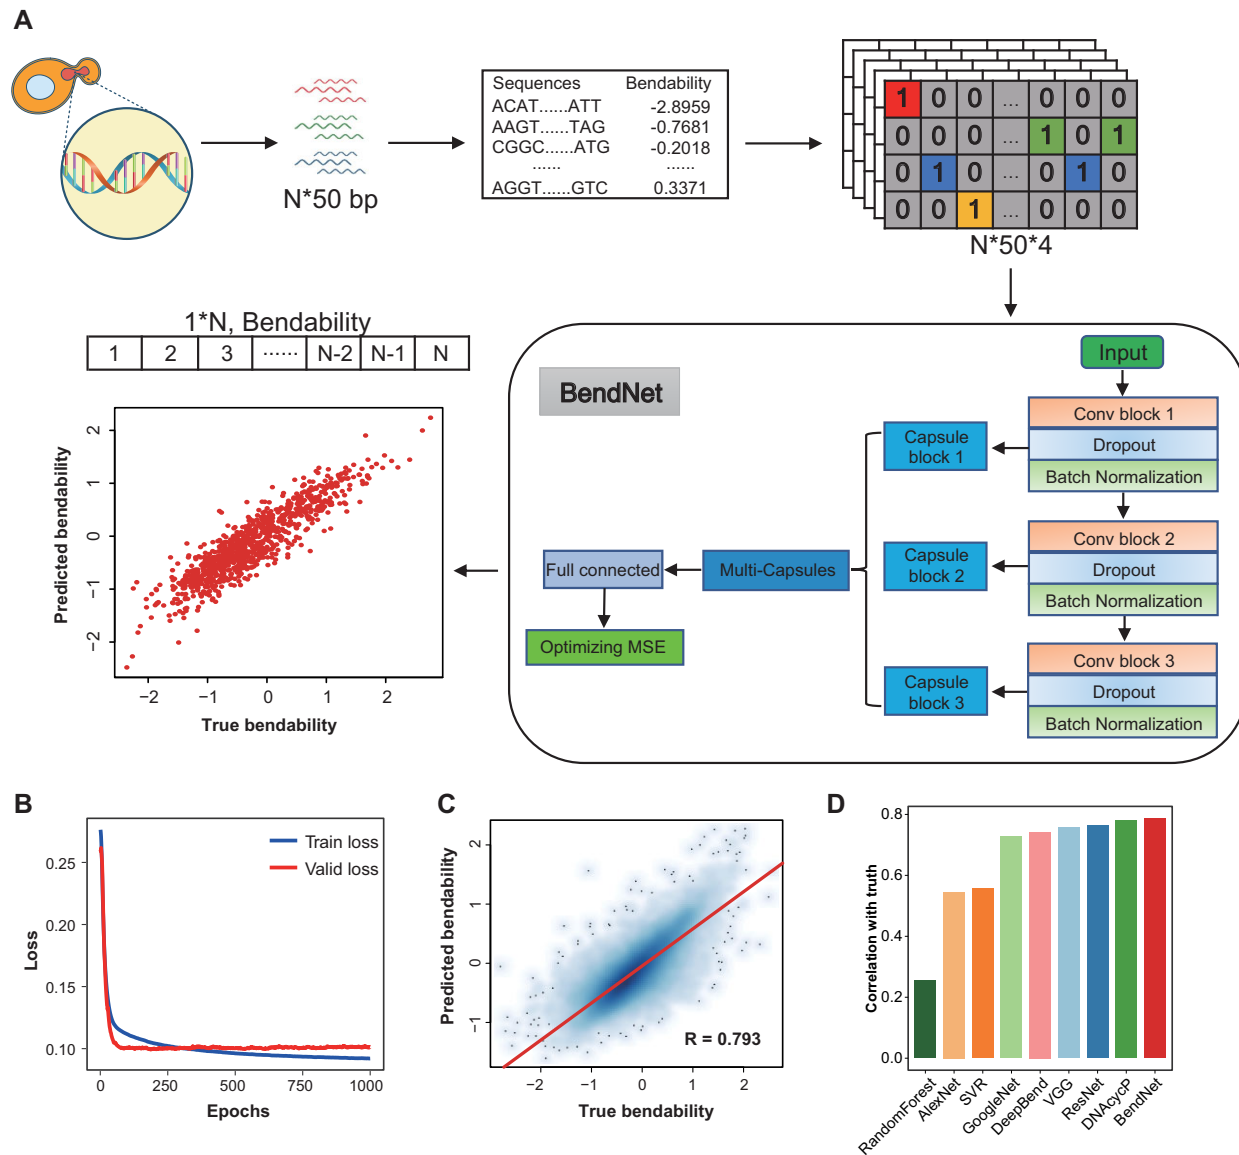 A
N*50 bp
Sequences Bendability
ACAT......ATT -2.8959
AAGT......TAG -0.7681
CGGC......ATG -0.2018
...... ......
AGGT......GTC 0.3371
1 0 0 ... 0 0 0
0 0 0 ... 1 0 1
0 1 0 ... 0 1 0
0 0 1 ... 0 0 0
N*50*4
1*N, Bendability
1 2 3 ...... N-2 N-1 N
Predicted bendability
2
1
0
−1
−2
−2 −1 0 1 2
True bendability
BendNet
Input
Conv block 1
Dropout
Batch Normalization
Capsule
block 1
Conv block 2
Dropout
Batch Normalization
Capsule
block 2
Multi-Capsules
Full connected
Optimizing MSE
Conv block 3
Dropout
Batch Normalization
Capsule
block 3
B
Loss
0.25
0.20
0.15
0.10
Train loss
Valid loss
0 250 500 750 1000
Epochs
C
Predicted bendability
2
1
0
−1
R = 0.793
−2 −1 0 1 2
True bendability
D
Correlation with truth
0.8
0.6
0.4
0.2
0.0
RandomForest
AlexNet
SVR
GoogleNet
DeepBend
VGG
ResNet
DNAcycP
BendNet